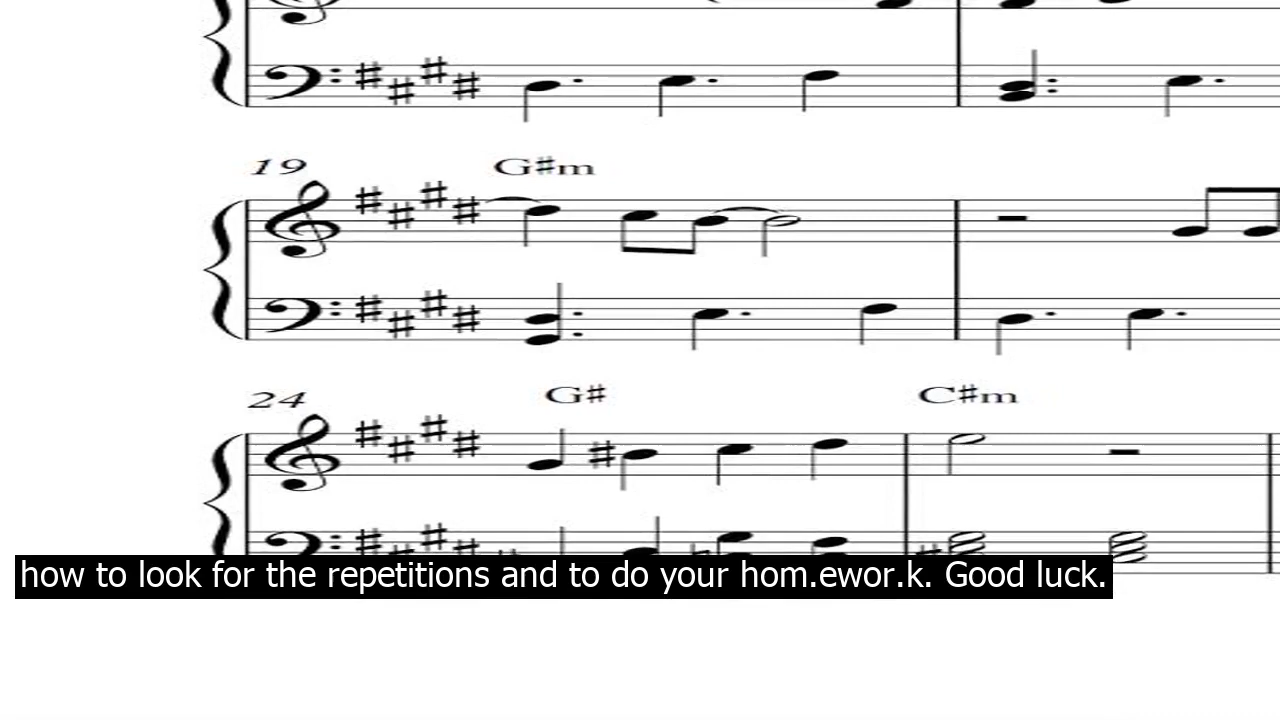 19 G#m
24 G# C#m
how to look for the repetitions and to do your hom.ewor.k. Good luck.